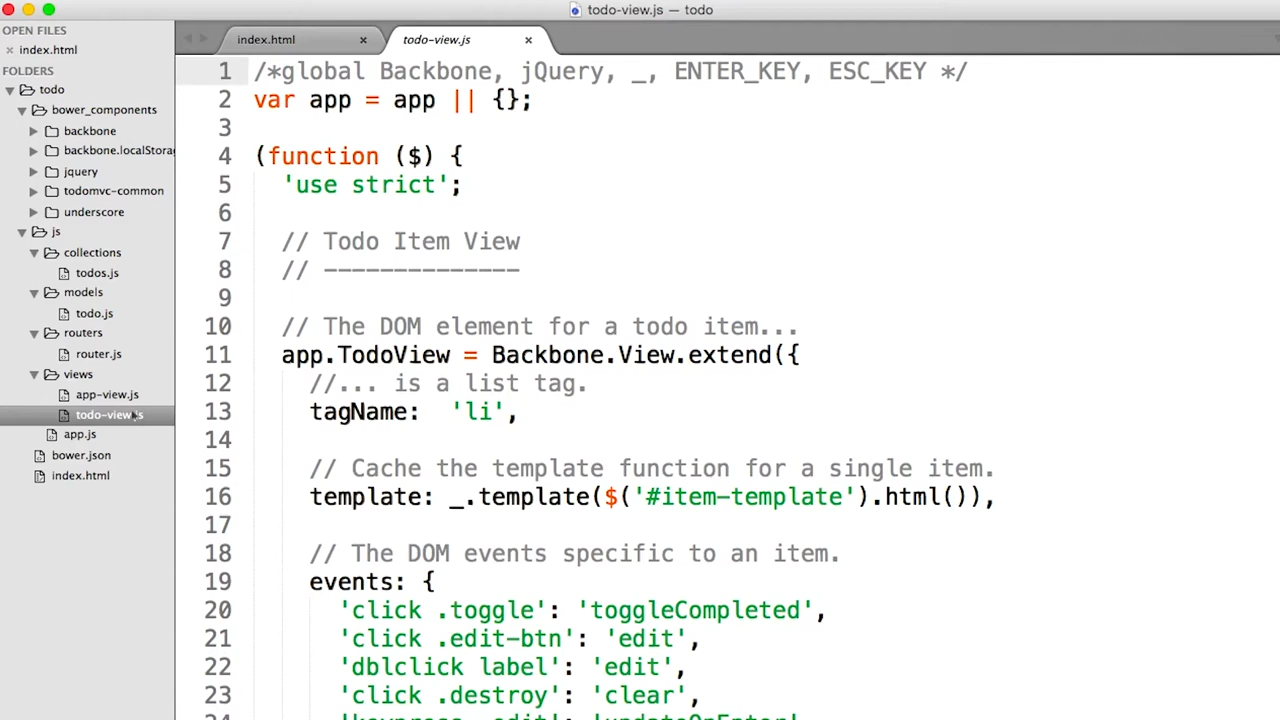 todo-view.js — todo
OPEN FILES
index.html
FOLDERS
todo
bower_components
backbone
backbone.localStora
jquery
todomvc-common
underscore
js
collections
todos.js
models
todo.js
routers
router.js
views
app-view.js
todo-view.js
app.js
bower.json
index.html
index.html
todo-view.js
1 /*global Backbone, jQuery, _, ENTER_KEY, ESC_KEY */
2 var app = app || {};
3
4 (function ($) {
5 'use strict';
6
7 // Todo Item View
8 // --------------
9
10 // The DOM element for a todo item...
11 app.TodoView = Backbone.View.extend({
12 //... is a list tag.
13 tagName:  'li',
14
15 // Cache the template function for a single item.
16 template: _.template($('#item-template').html()),
17
18 // The DOM events specific to an item.
19 events: {
20 'click .toggle': 'toggleCompleted',
21 'click .edit-btn': 'edit',
22 'dblclick label': 'edit',
23 'click .destroy': 'clear',
24 'keypress .edit': 'updateOnEnter'